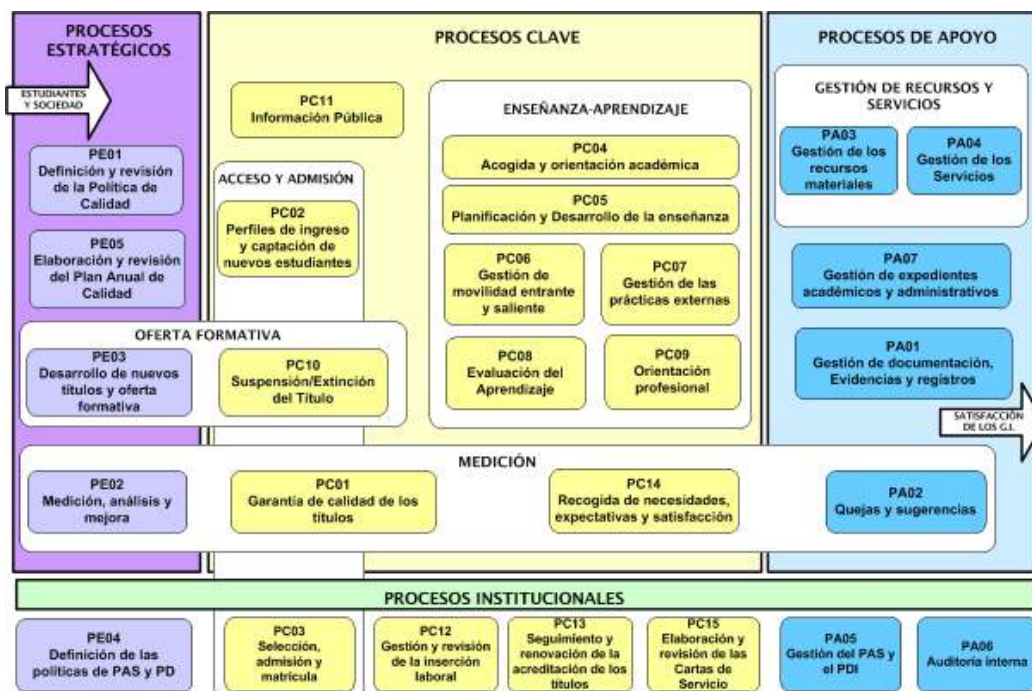 PROCESOS
ESTRATÉGICOS
ESTUDIANTES
Y SOCIEDAD
PE01
Definición y revisión
de la Política de
Calidad
PE05
Elaboración y revisión
del Plan Anual de
Calidad
PROCESOS CLAVE
PC11
Información Pública
ACCESO Y ADMISIÓN
PC02
Perfiles de ingreso
y captación de
nuevos estudiantes
OFERTA FORMATIVA
PE03
Desarrollo de nuevos
títulos y oferta
formativa
PC10
Suspensión/Extinción
del Título
ENSEÑANZA-APRENDIZAJE
PC04
Acogida y orientación académica
PC05
Planificación y Desarrollo de la enseñanza
PC06
Gestión de
movilidad entrante
y saliente
PC07
Gestión de las
prácticas externas
PC08
Evaluación del
Aprendizaje
PC09
Orientación
profesional
PROCESOS DE APOYO
GESTIÓN DE RECURSOS Y
SERVICIOS
PA03
Gestión de los
recursos
materiales
PA04
Gestión de los
Servicios
PA07
Gestión de expedientes
académicos y administrativos
PA01
Gestión de documentación,
Evidencias y registros
SATISFACCIÓN
DE LOS G.I.
MEDICIÓN
PE02
Medición, análisis y
mejora
PC01
Garantía de calidad de los
títulos
PC14
Recogida de necesidades,
expectativas y satisfacción
PA02
Quejas y sugerencias
PROCESOS INSTITUCIONALES
PE04
Definición de las
políticas de PAS y PD
PC03
Selección,
admisión y
matrícula
PC12
Gestión y revisión
de la inserción
laboral
PC13
Seguimiento y
renovación de la
acreditación de los
títulos
PC15
Elaboración y
revisión de las
Cartas de
Servicio
PA05
Gestión del PAS y
el PDI
PA06
Auditoría interna